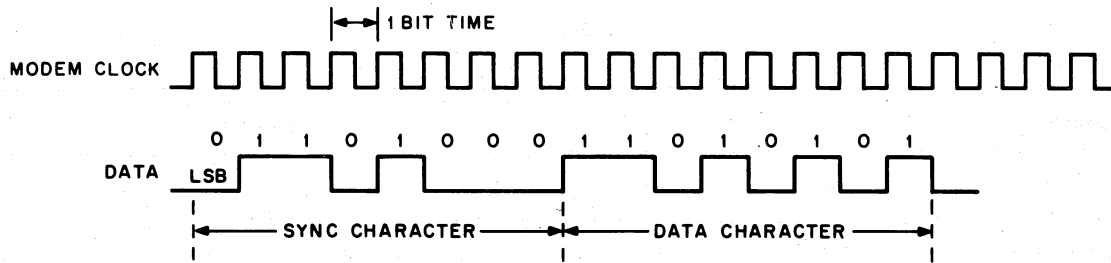 1 BIT TIME
MODEM CLOCK
0 1 1 0 1 0 0 0 1 1 0 1 0 1 0 1
DATA LSB
SYNC CHARACTER DATA CHARACTER